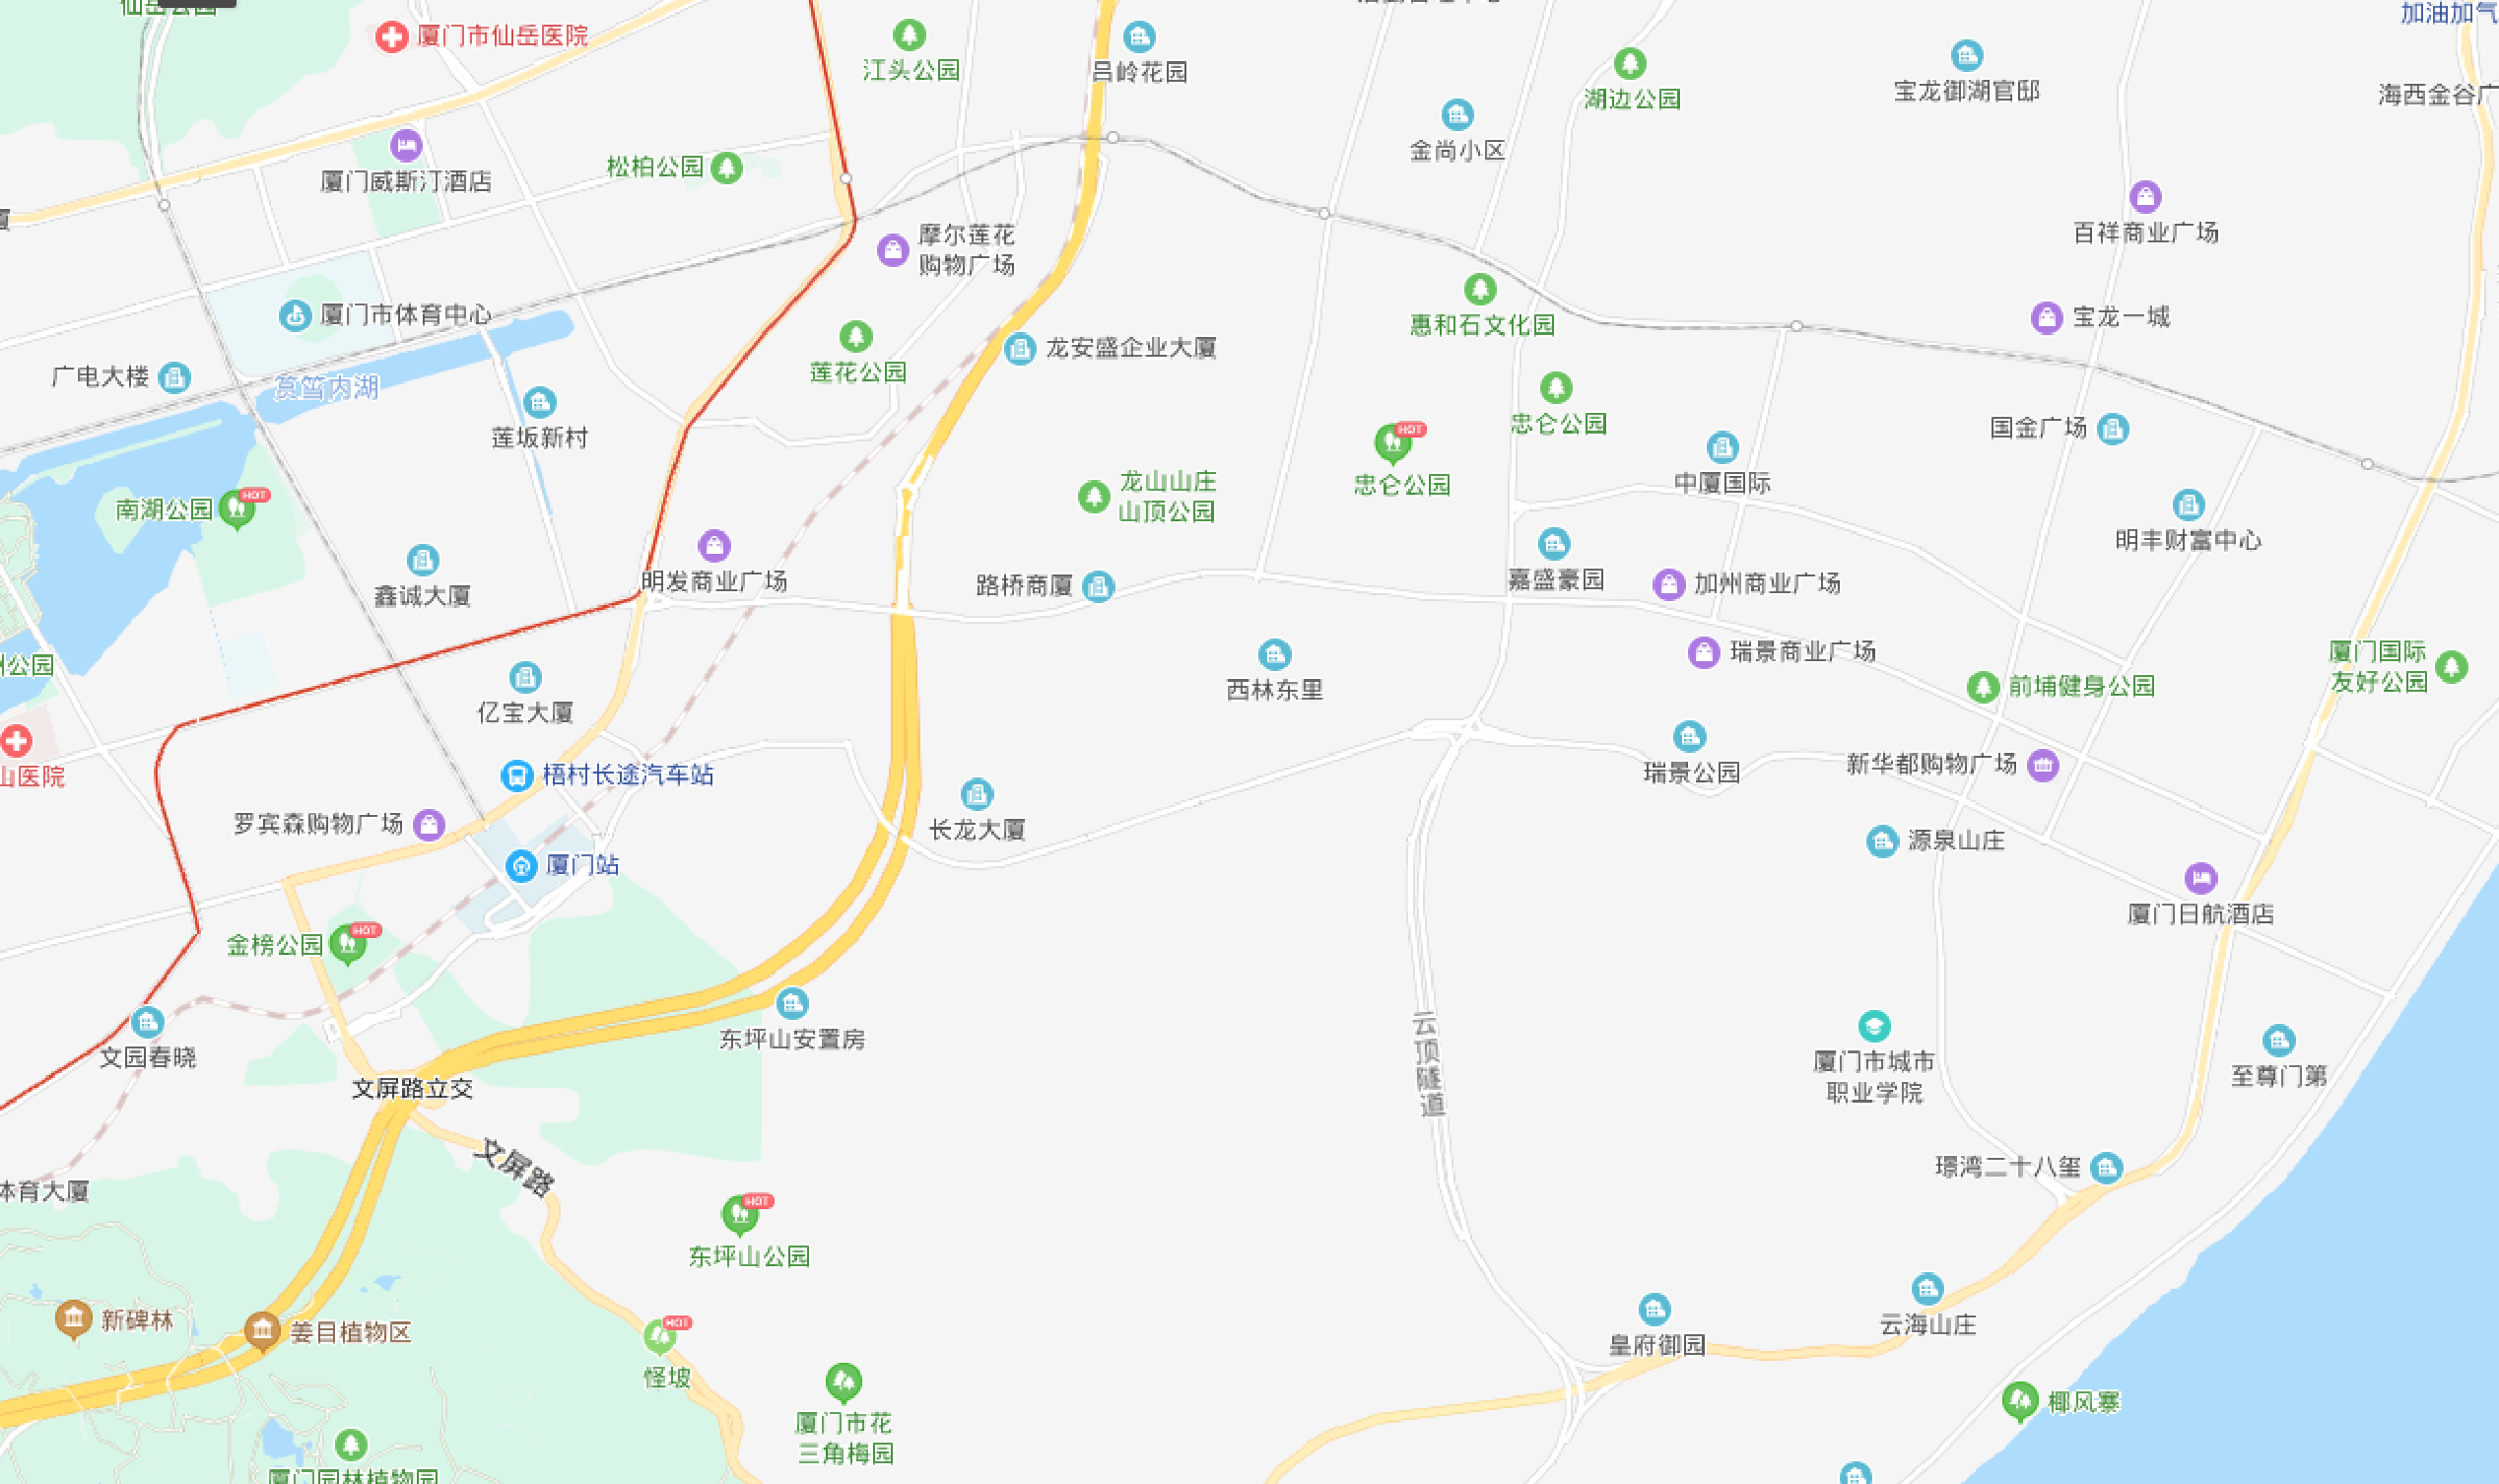 加油加气
厦门市仙岳医院
江头公园
吕岭花园
湖边公园
宝龙御湖官邸
海西金谷广
金尚小区
松柏公园
厦门威斯汀酒店
摩尔莲花
购物广场
百祥商业广场
厦门市体育中心
惠和石文化园
宝龙一城
龙安盛企业大厦
莲花公园
广电大楼
筼筜内湖
莲坂新村
忠仑公园
国金广场
HOT
忠仑公园
中厦国际
龙山山庄
山顶公园
HOT
南湖公园
明丰财富中心
鑫诚大厦
明发商业广场
路桥商厦
嘉盛豪园
加州商业广场
瑞景商业广场
厦门国际
友好公园
公园
西林东里
前埔健身公园
亿宝大厦
山医院
梧村长途汽车站
瑞景公园
新华都购物广场
罗宾森购物广场
长龙大厦
源泉山庄
厦门站
厦门日航酒店
HOT
金榜公园
文园春晓
东坪山安置房
云顶隧道
厦门市城市
职业学院
至尊门第
文屏路立交
文屏路
体育大厦
璟湾二十八玺
HOT
东坪山公园
新碑林
姜目植物区
HOT
怪坡
皇府御园
云海山庄
椰风寨
厦门市花
三角梅园
厦门园林植物园